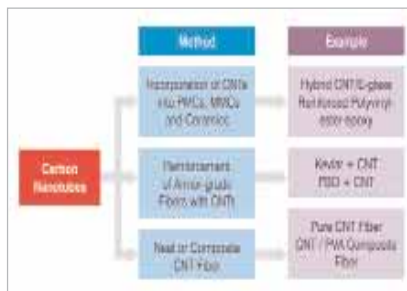 Method
Example
Carbon
Nanotubes
Incorporation of CNTs
into PMCs, MMCs
and Ceramics
Hybrid CNT/E-glass
Reinforced Polyvinyl
ester epoxy
Reinforcement
of Armor-grade
Fibers with CNTs
Kevlar + CNT
PBO + CNT
Neat or Composite
CNT Fiber
Pure CNT Fiber
CNT / PVA Composite
Fiber